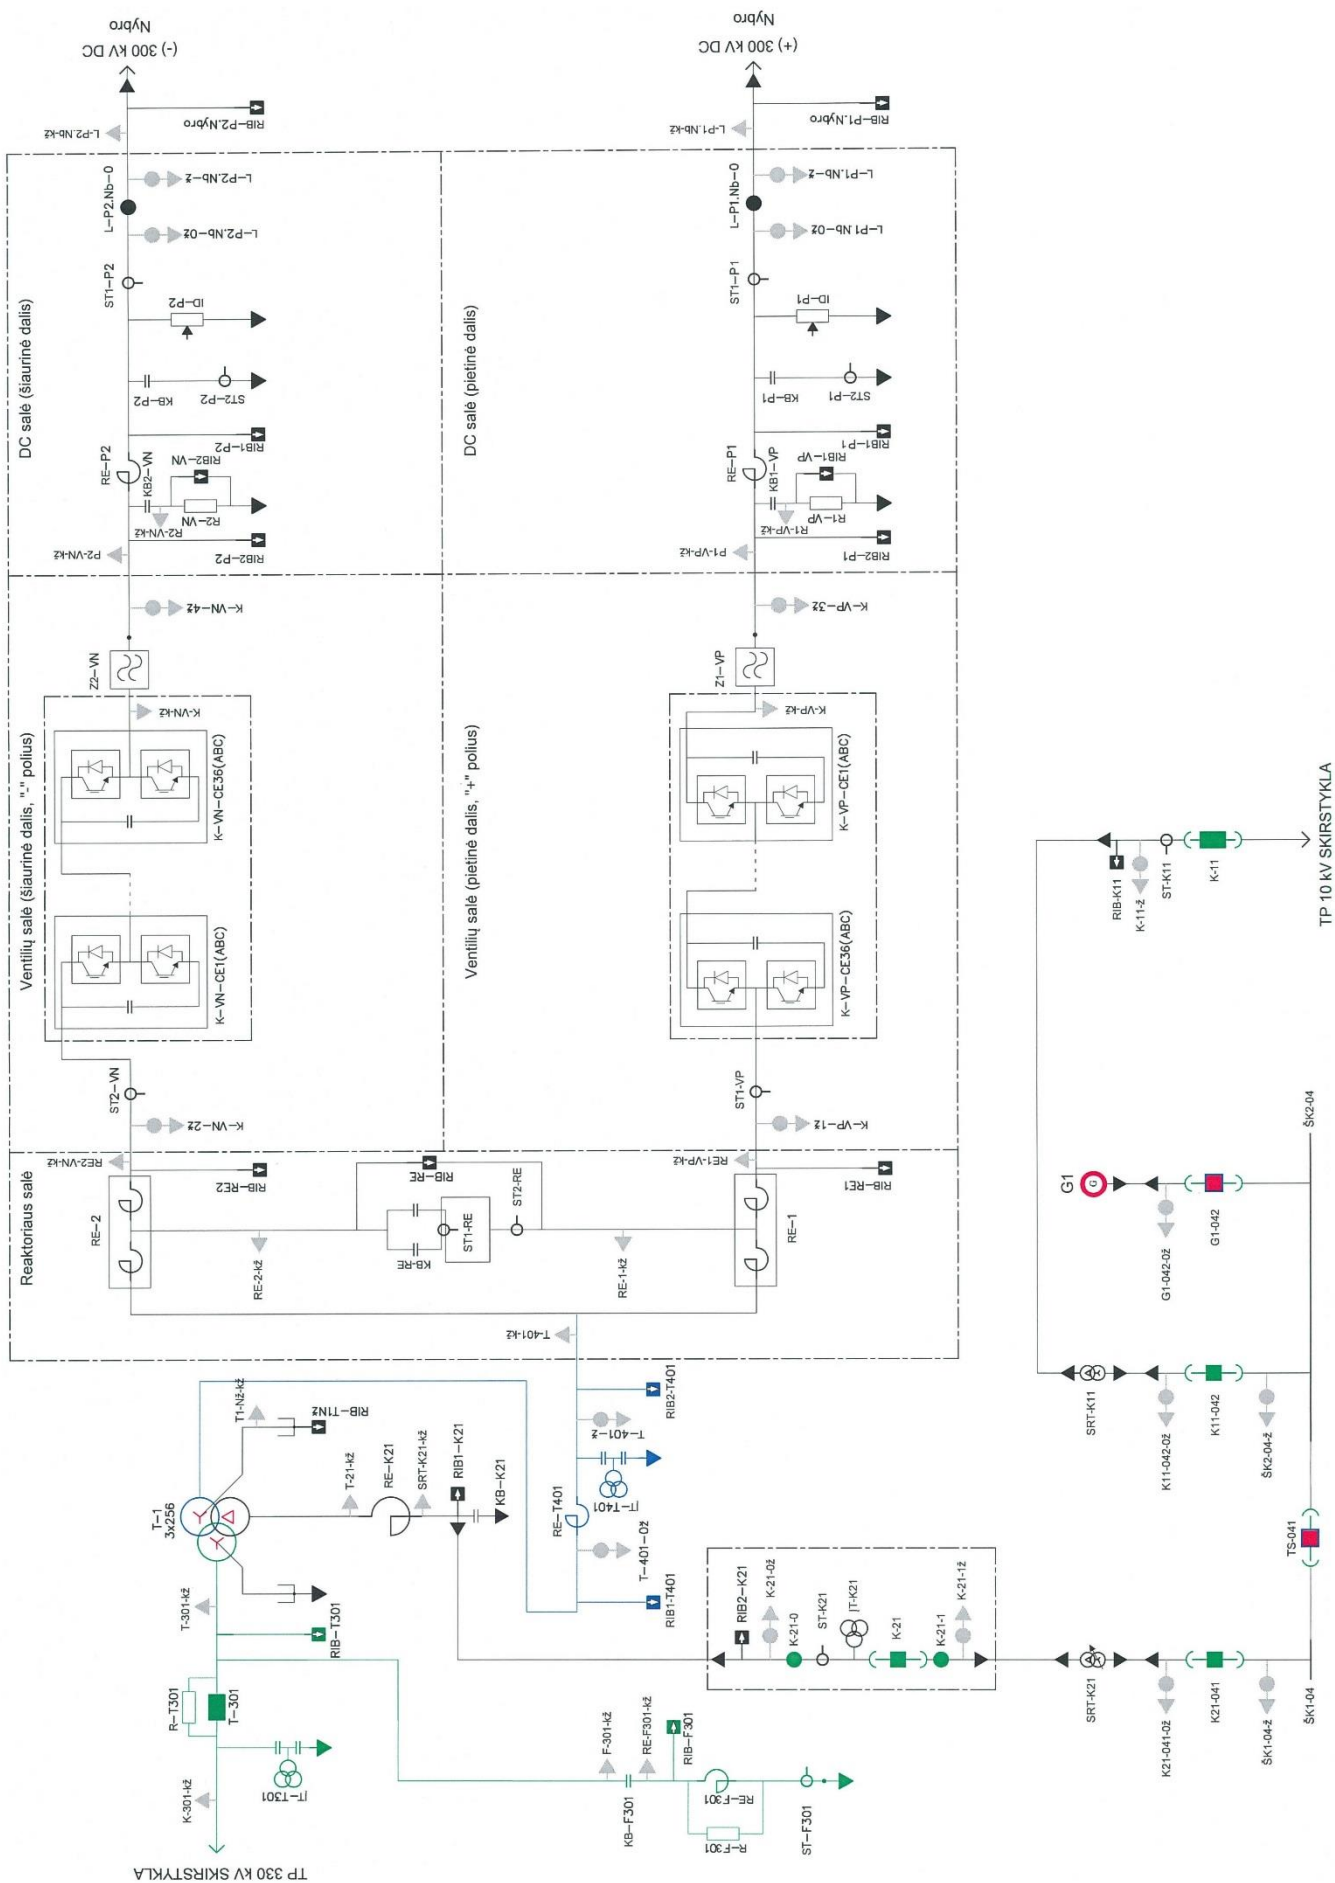 Nybro
(-) 300 kV DC
L-P2.Nb-kž
RIB-P2.Nybro
DC salė (šiaurinė dalis)
L-P2.Nb-ž
L-P2.Nb-0
L-P2.Nb-0ž
ST1-P2
ID-P2
KB-P2
ST2-P2
RIB1-P2
RE-P2
KB2-VN
RIB2-VN
R2-VN
R2-VN-kž
P2-VN-kž
RIB2-P2
Nybro
(+) 300 kV DC
L-P1.Nb-kž
RIB-P1.Nybro
DC salė (pietinė dalis)
L-P1.Nb-ž
L-P1.Nb-0
L-P1.Nb-0ž
ST1-P1
ID-P1
KB-P1
ST2-P1
RIB1-P1
RE-P1
KB1-VP
RIB1-VP
R1-VP
R1-VP-kž
P1-VP-kž
RIB2-P1
Ventilių salė (šiaurinė dalis, "-" polius)
K-VN-4ž
Z2-VN
K-VN-kž
K-VN-CE36(ABC)
K-VN-CE1(ABC)
ST2-VN
K-VN-2ž
Ventilių salė (pietinė dalis, "+" polius)
K-VP-3ž
Z1-VP
K-VP-kž
K-VP-CE1(ABC)
K-VP-CE36(ABC)
ST1-VP
K-VP-1ž
Reaktoriaus salė
RE2-VN-kž
RIB-RE2
RE-2
RE-2-kž
RIB-RE
KB-RE
ST1-RE
ST2-RE
RE-1-kž
RE1-VP-kž
RIB-RE1
RE-1
T-401-kž
T-1
3x256
T1-Nž-kž
RIB-T1Nž
T-21-kž
RE-K21
SRT-K21-kž
RIB1-K21
KB-K21
RIB2-T401
T-401-ž
ĮT-T401
RE-T401
T-401-0ž
RIB1-T401
T-301-kž
RIB-T301
R-T301
T-301
ĮT-T301
K-301-kž
TP 330 kV SKIRSTYKLA
F-301-kž
KB-F301
RE-F301-kž
RIB-F301
RE-F301
R-F301
ST-F301
RIB2-K21
K-21-0ž
K-21-0
ST-K21
ĮT-K21
K-21
K-21-1
K-21-1ž
SRT-K21
K21-041-0ž
K21-041
ŠK1-04-ž
ŠK1-04
TS-041
SRT-K11
K11-042-0ž
K11-042
ŠK2-04-ž
G1
G
G1-042-0ž
G1-042
ŠK2-04
RIB-K11
K-11-ž
ST-K11
K-11
TP 10 kV SKIRSTYKLA